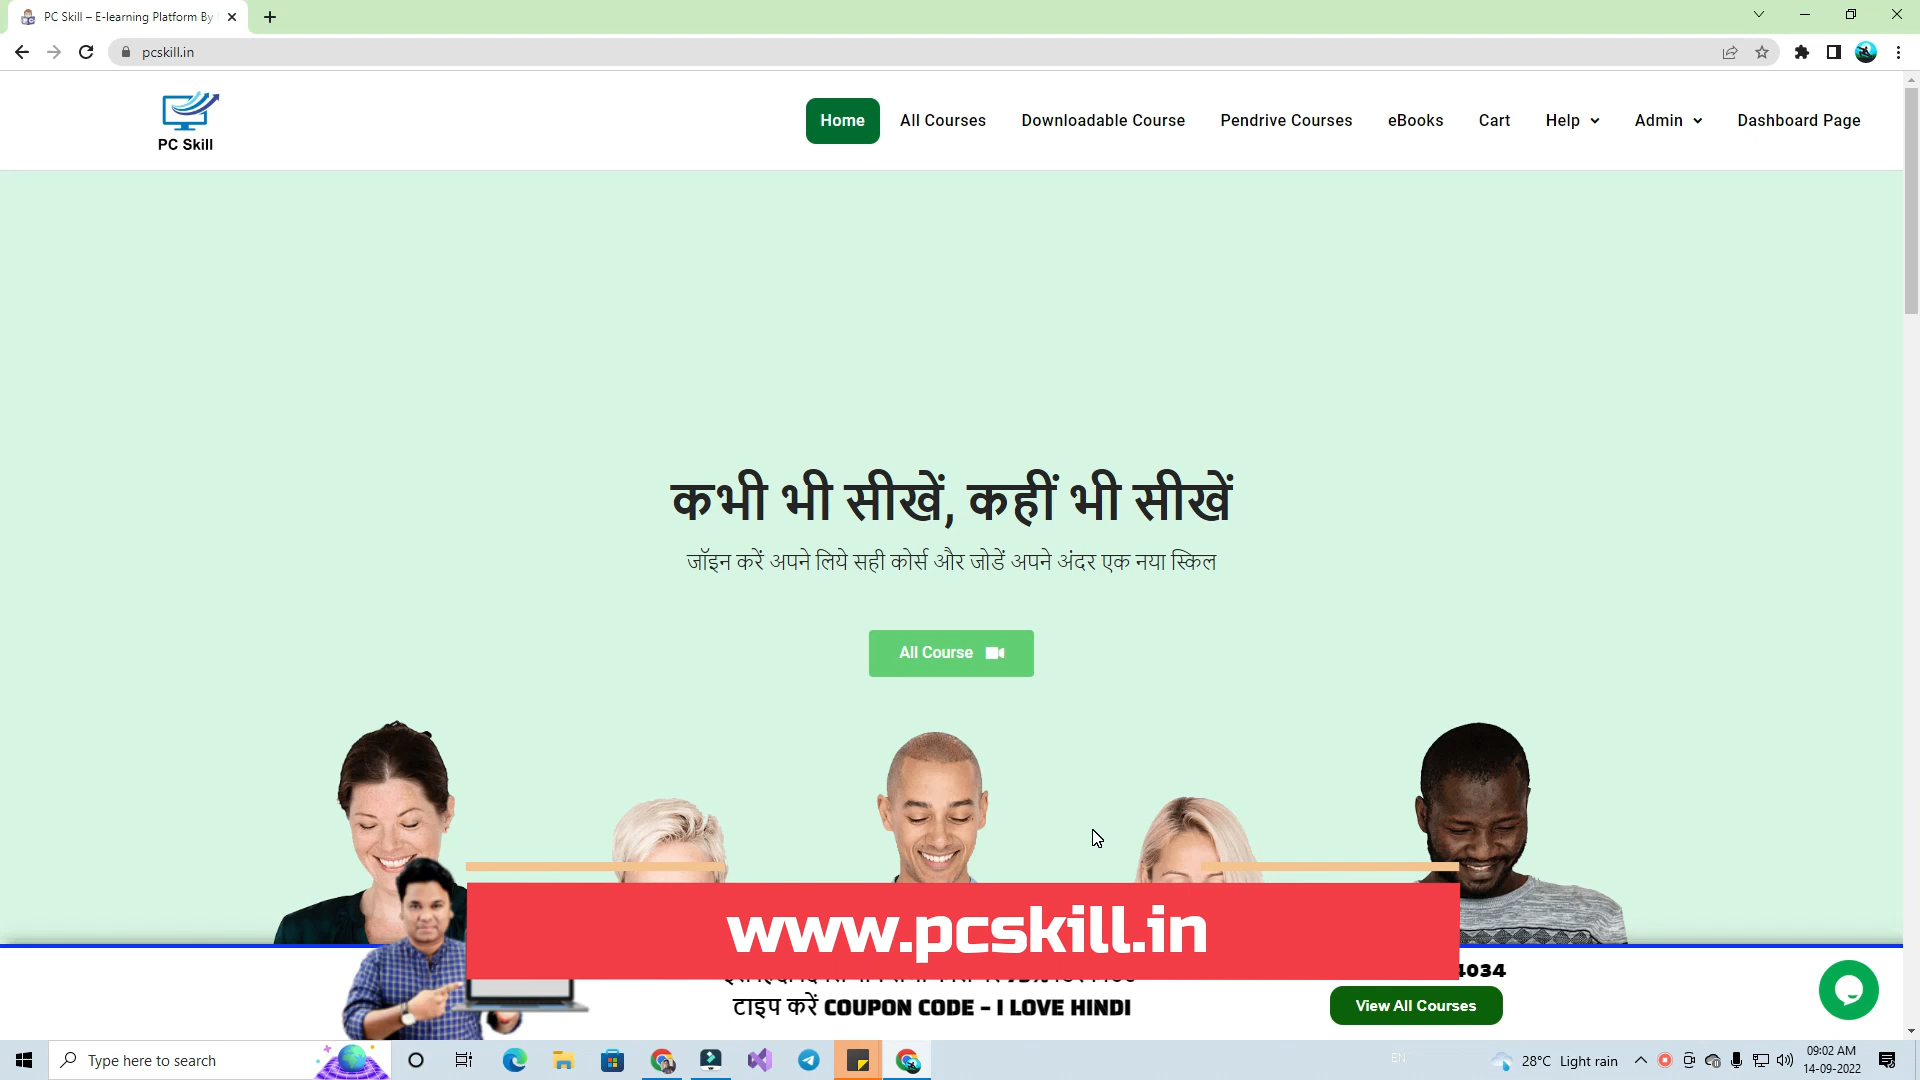 PC Skill – E-learning Platform By
pcskill.in
PC Skill
Home
All Courses
Downloadable Course
Pendrive Courses
eBooks
Cart
Help
Admin
Dashboard Page
कभी भी सीखें, कहीं भी सीखें
जॉइन करें अपने लिये सही कोर्स और जोडें अपने अंदर एक नया स्किल
All Course
www.pcskill.in
4034
टाइप करें COUPON CODE – I LOVE HINDI
View All Courses
Type here to search
EN
28°C Light rain
09:02 AM
14-09-2022